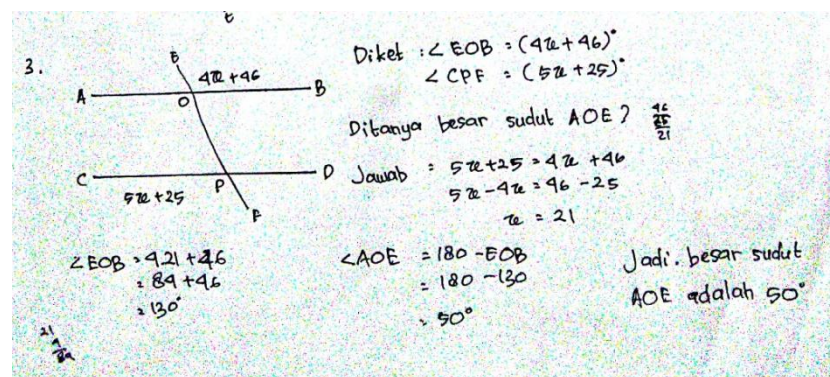 E
3.
E
4x + 46
A
O
B
C
P
D
5x + 25
F
Diket : ∠ EOB = (4x + 46)°
∠ CPF = (5x + 25)°
Ditanya besar sudut AOE ?
46
25
21
Jawab : 5x + 25 = 4x + 46
5x - 4x = 46 - 25
x = 21
∠ EOB = 4.21 + 46
= 84 + 46
= 130°
∠AOE = 180 - EOB
= 180 - 130
= 50°
Jadi. besar sudut
AOE adalah 50°
21
4
84